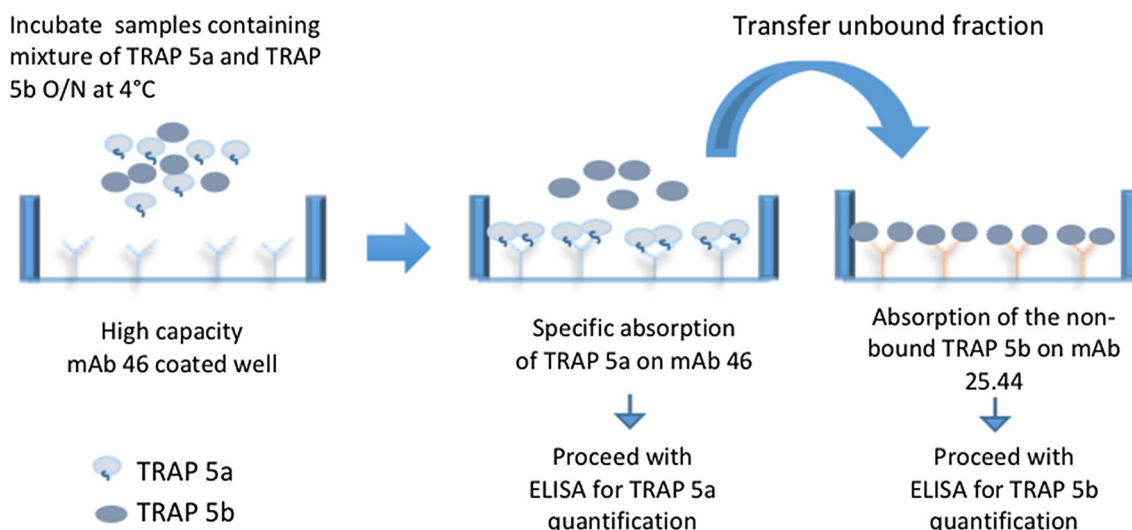 Incubate samples containing
mixture of TRAP 5a and TRAP
5b O/N at 4°C
Transfer unbound fraction
High capacity
mAb 46 coated well
Specific absorption
of TRAP 5a on mAb 46
Absorption of the non-
bound TRAP 5b on mAb
25.44
TRAP 5a
TRAP 5b
Proceed with
ELISA for TRAP 5a
quantification
Proceed with
ELISA for TRAP 5b
quantification